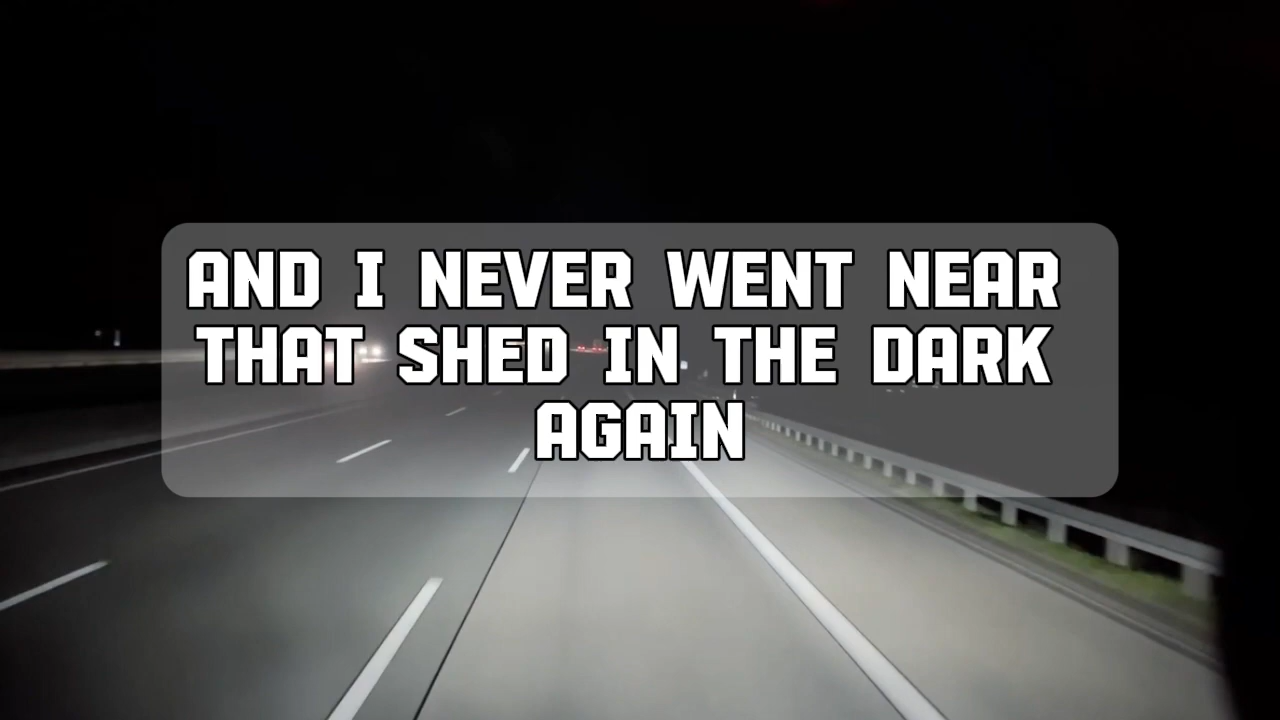 AND I NEVER WENT NEAR
THAT SHED IN THE DARK
AGAIN